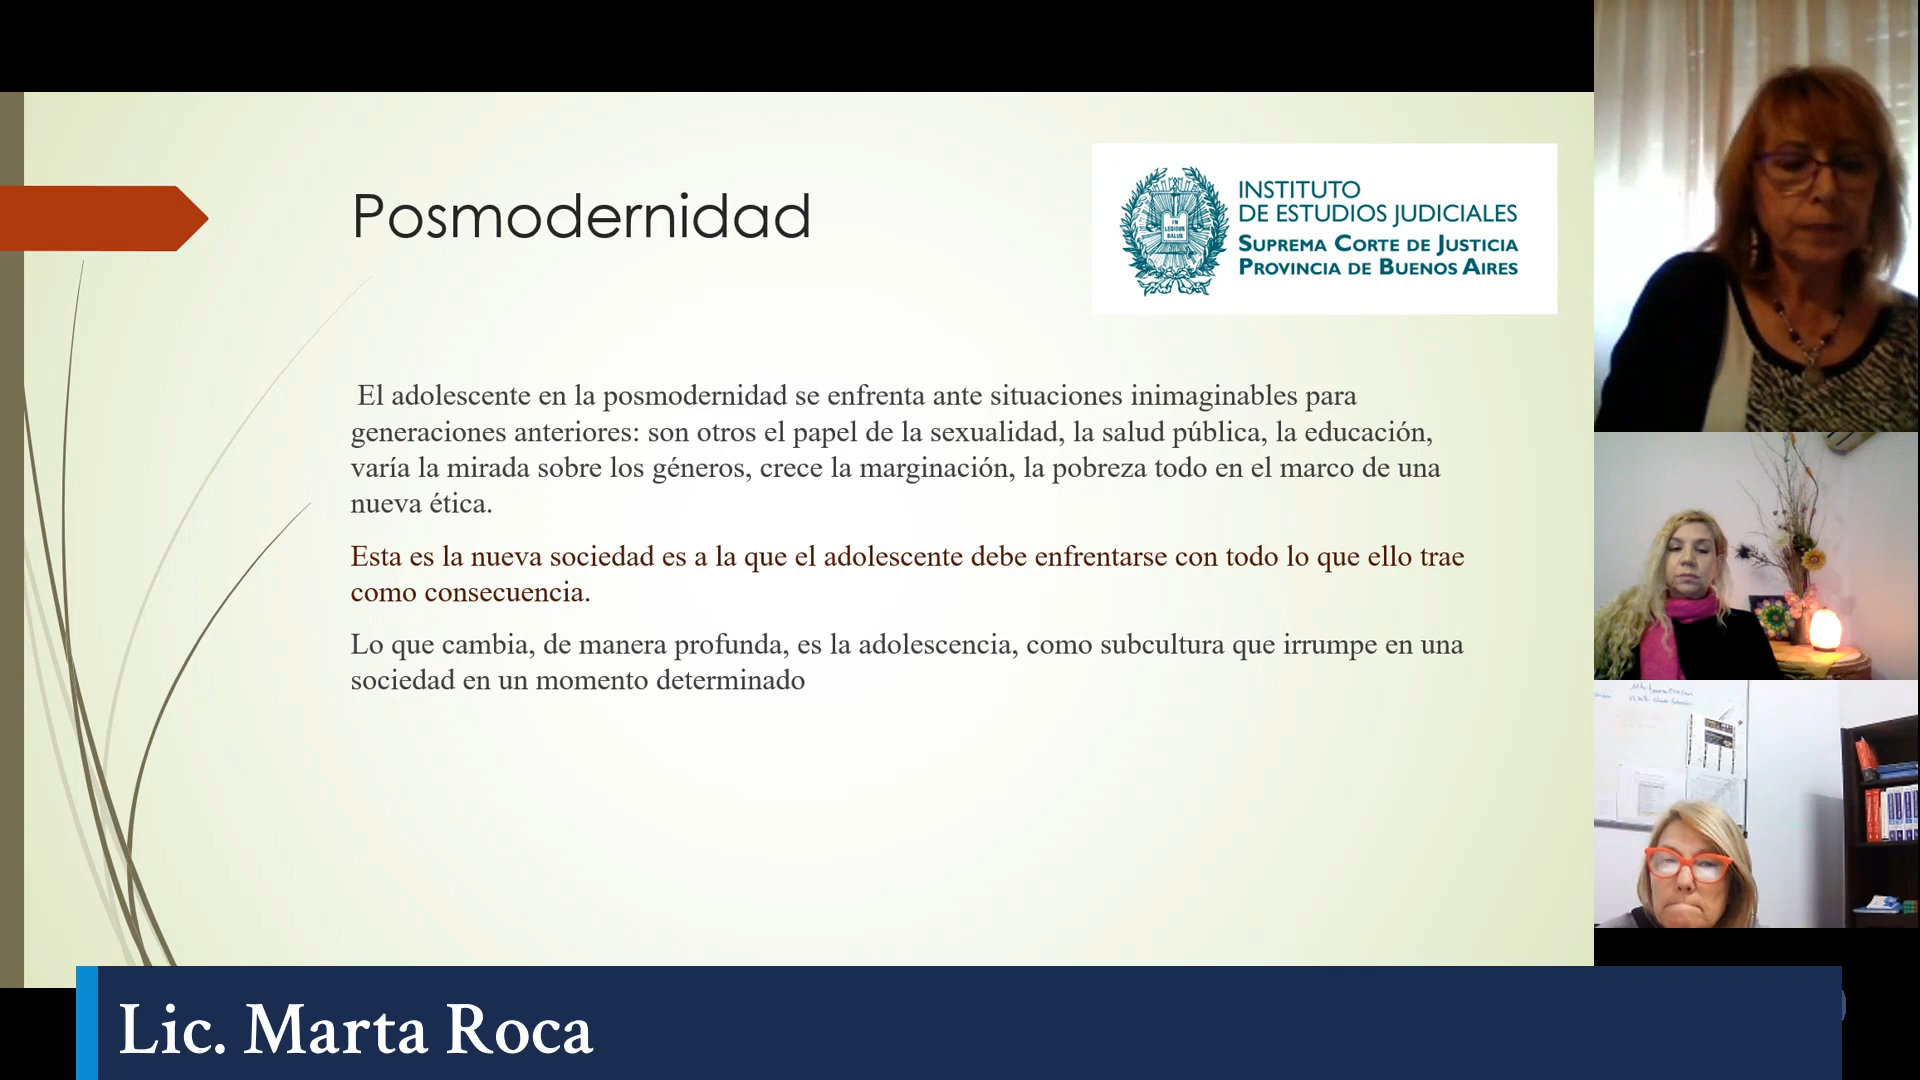 Posmodernidad
INSTITUTO
DE ESTUDIOS JUDICIALES
SUPREMA CORTE DE JUSTICIA
PROVINCIA DE BUENOS AIRES
IN
LEGIBUS
SALUS
El adolescente en la posmodernidad se enfrenta ante situaciones inimaginables para
generaciones anteriores: son otros el papel de la sexualidad, la salud pública, la educación,
varía la mirada sobre los géneros, crece la marginación, la pobreza todo en el marco de una
nueva ética.
Esta es la nueva sociedad es a la que el adolescente debe enfrentarse con todo lo que ello trae
como consecuencia.
Lo que cambia, de manera profunda, es la adolescencia, como subcultura que irrumpe en una
sociedad en un momento determinado
Lic. Marta Roca